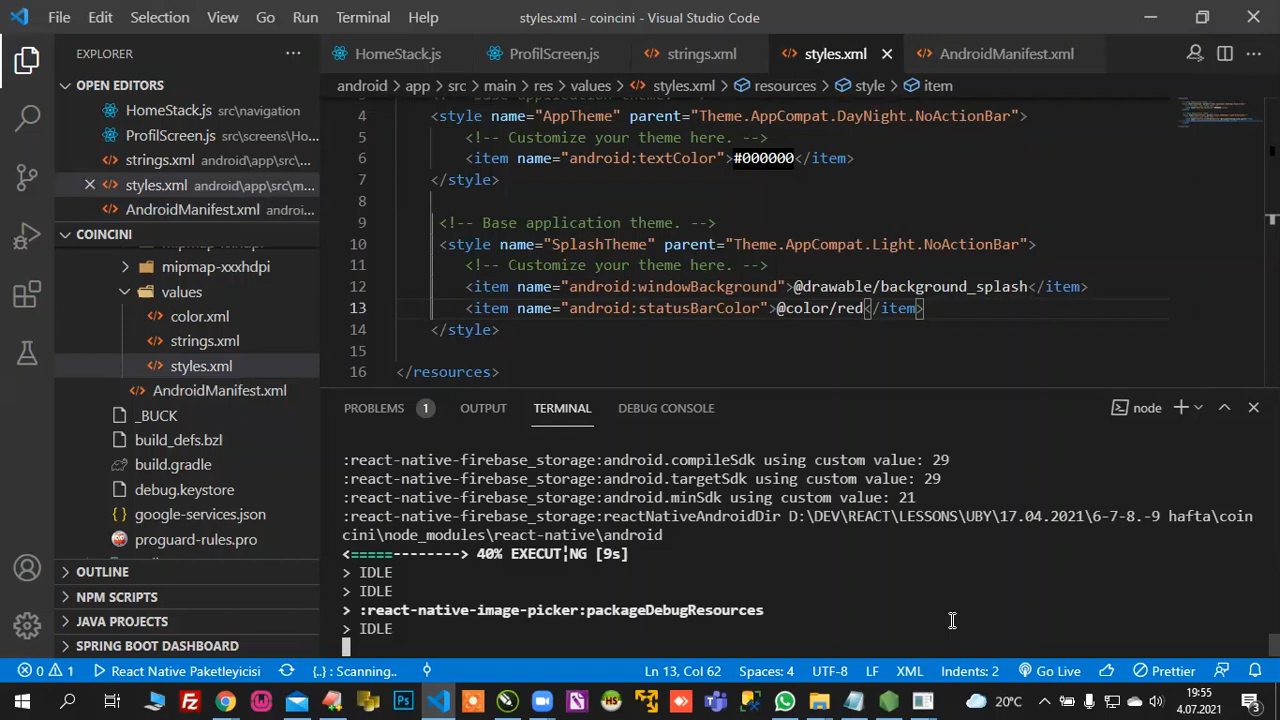 File Edit Selection View Go Run Terminal Help styles.xml - coincini - Visual Studio Code
EXPLORER
HomeStack.js ProfilScreen.js strings.xml styles.xml AndroidManifest.xml
OPEN EDITORS
android > app > src > main > res > values > styles.xml > resources > style > item
HomeStack.js src\navigation
ProfilScreen.js src\screens\Ho...
strings.xml android\app\src\m...
styles.xml android\app\src\m...
AndroidManifest.xml androi...
COINCINI
mipmap-xxxhdpi
values
color.xml
strings.xml
styles.xml
AndroidManifest.xml
_BUCK
build_defs.bzl
build.gradle
debug.keystore
google-services.json
proguard-rules.pro
OUTLINE
NPM SCRIPTS
JAVA PROJECTS
SPRING BOOT DASHBOARD
4 <style name="AppTheme" parent="Theme.AppCompat.DayNight.NoActionBar">
5 <!-- Customize your theme here. -->
6 <item name="android:textColor">#000000</item>
7 </style>
8
9 <!-- Base application theme. -->
10 <style name="SplashTheme" parent="Theme.AppCompat.Light.NoActionBar">
11 <!-- Customize your theme here. -->
12 <item name="android:windowBackground">@drawable/background_splash</item>
13 <item name="android:statusBarColor">@color/red</item>
14 </style>
15
16 </resources>
PROBLEMS 1 OUTPUT TERMINAL DEBUG CONSOLE node
:react-native-firebase_storage:android.compileSdk using custom value: 29
:react-native-firebase_storage:android.targetSdk using custom value: 29
:react-native-firebase_storage:android.minSdk using custom value: 21
:react-native-firebase_storage:reactNativeAndroidDir D:\DEV\REACT\LESSONS\UBY\17.04.2021\6-7-8.-9 hafta\coin
cini\node_modules\react-native\android
<=====--------> 40% EXECUT¦NG [9s]
> IDLE
> IDLE
> :react-native-image-picker:packageDebugResources
> IDLE
0 1 React Native Paketleyicisi {..} : Scanning.. Ln 13, Col 62 Spaces: 4 UTF-8 LF XML Indents: 2 Go Live Prettier
20°C 19:55
4.07.2021 3